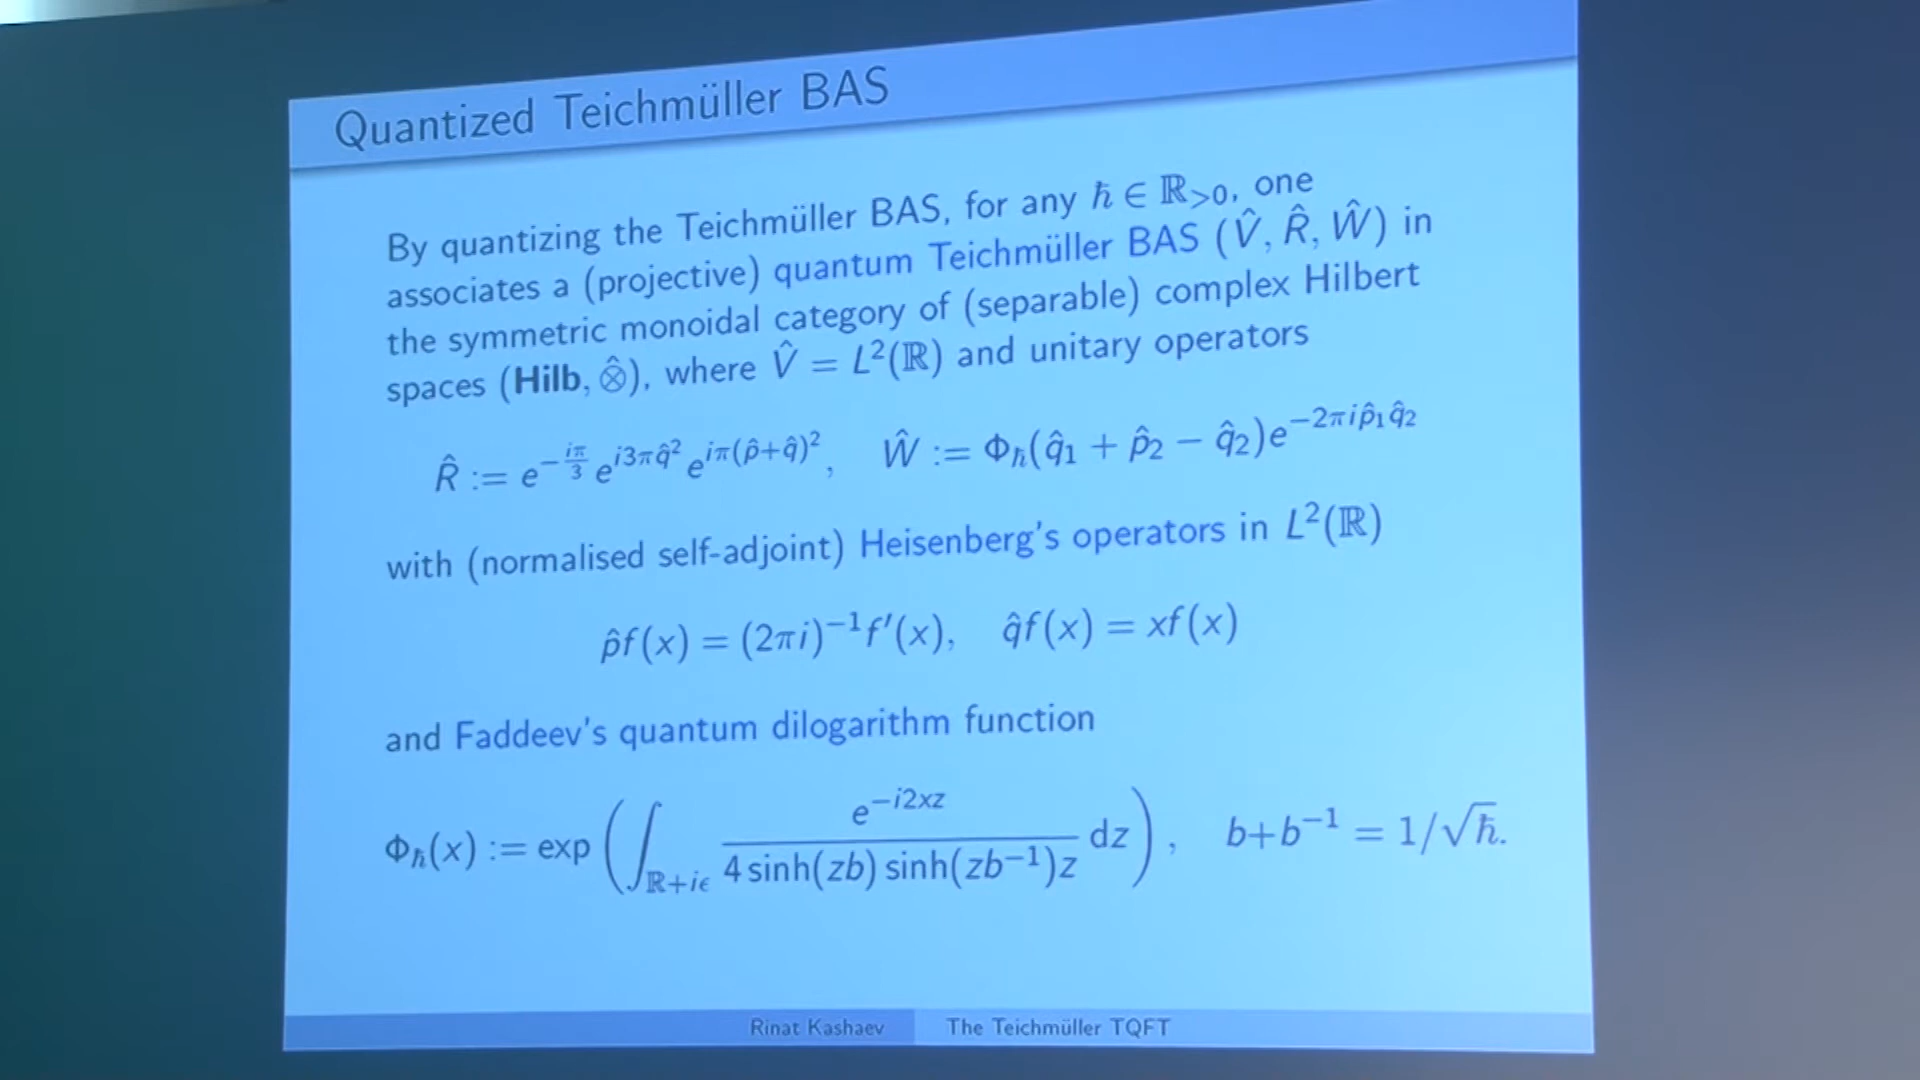 Quantized Teichmüller BAS
By quantizing the Teichmüller BAS, for any ℏ ∈ ℝ>0, one
associates a (projective) quantum Teichmüller BAS (V̂, R̂, Ŵ) in
the symmetric monoidal category of (separable) complex Hilbert
spaces (Hilb, ⊗̂), where V̂ = L²(ℝ) and unitary operators
R̂ := e^{−iπ/3} e^{i3πq̂²} e^{iπ(p̂+q̂)²}, Ŵ := Φ_ℏ(q̂₁ + p̂₂ − q̂₂)e^{−2πip̂₁q̂₂}
with (normalised self-adjoint) Heisenberg's operators in L²(ℝ)
p̂f(x) = (2πi)⁻¹f′(x), q̂f(x) = xf(x)
and Faddeev's quantum dilogarithm function
Φ_ℏ(x) := exp(∫_{ℝ+iϵ} e^{−i2xz} / 4 sinh(zb) sinh(zb⁻¹)z dz), b+b⁻¹ = 1/√ℏ.
Rinat Kashaev The Teichmüller TQFT